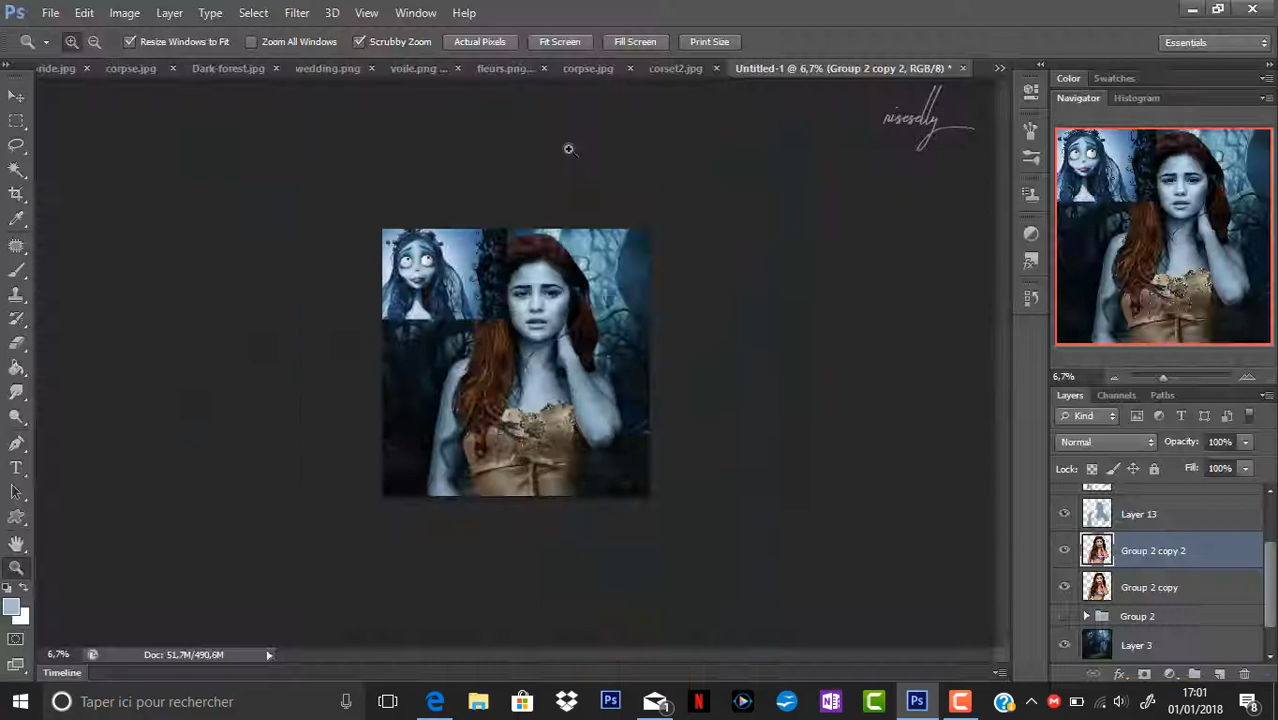 Ps File Edit Image Layer Type Select Filter 3D View Window Help
Resize Windows to Fit Zoom All Windows Scrubby Zoom Actual Pixels Fit Screen Fill Screen Print Size Essentials
ride.jpg × corpse.jpg × Dark-forest.jpg × wedding.png × voile.png ... × fleurs.png... × corpse.jpg × corset2.jpg × Untitled-1 @ 6,7% (Group 2 copy 2, RGB/8) * ×
Color Swatches
Navigator Histogram
6,7%
Layers Channels Paths
Kind
Normal Opacity: 100%
Lock: Fill: 100%
Layer 13
Group 2 copy 2
Group 2 copy
Group 2
Layer 3
6,7% Doc: 51,7M/490,6M
Timeline
Taper ici pour rechercher
17:01
01/01/2018